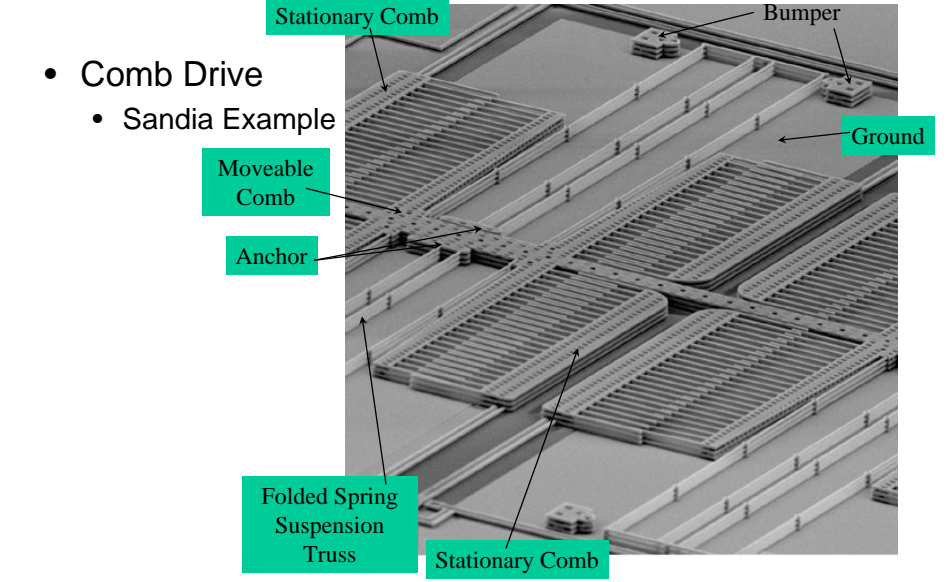 Stationary Comb
Bumper
• Comb Drive
• Sandia Example
Ground
Moveable
Comb
Anchor
Folded Spring
Suspension
Truss
Stationary Comb